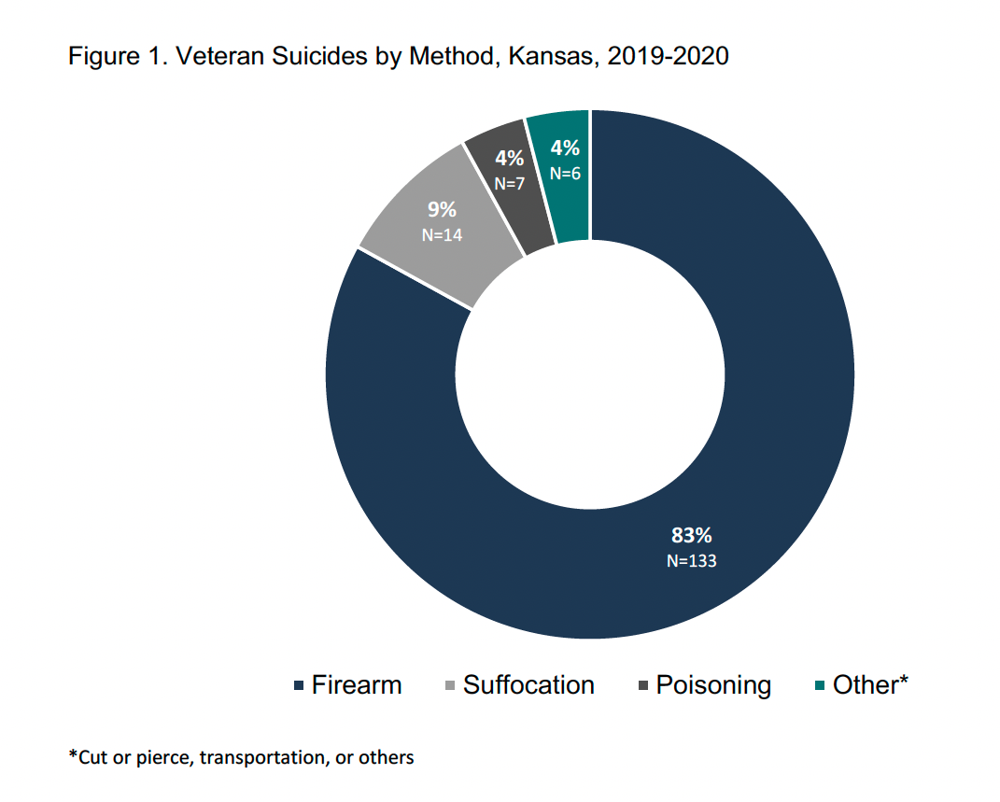 Figure 1. Veteran Suicides by Method, Kansas, 2019-2020
4%
N=6
4%
N=7
9%
N=14
83%
N=133
Firearm
Suffocation
Poisoning
Other*
*Cut or pierce, transportation, or others